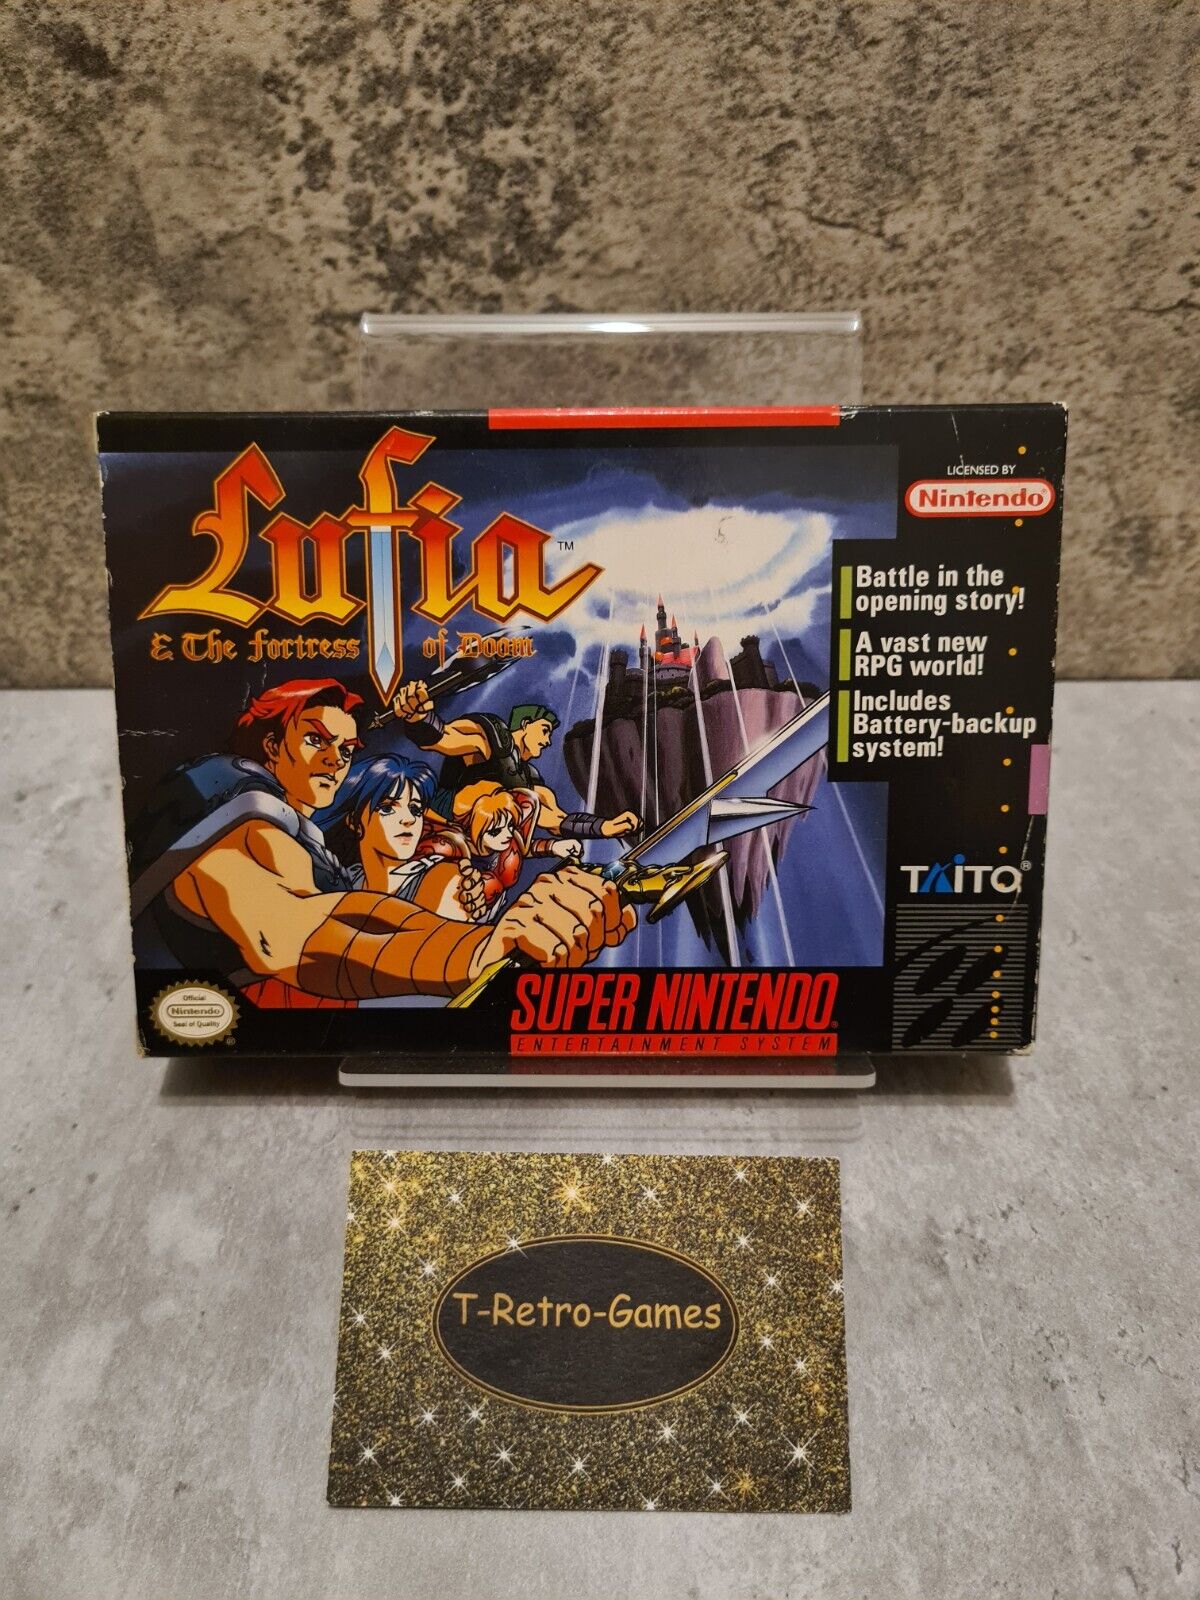 Lufia™
& The Fortress of Doom
LICENSED BY
Nintendo®
Battle in the
opening story!
A vast new
RPG world!
Includes
Battery-backup
system!
TAITO®
Official
Nintendo
Seal of Quality
®
SUPER NINTENDO®
ENTERTAINMENT SYSTEM
T-Retro-Games